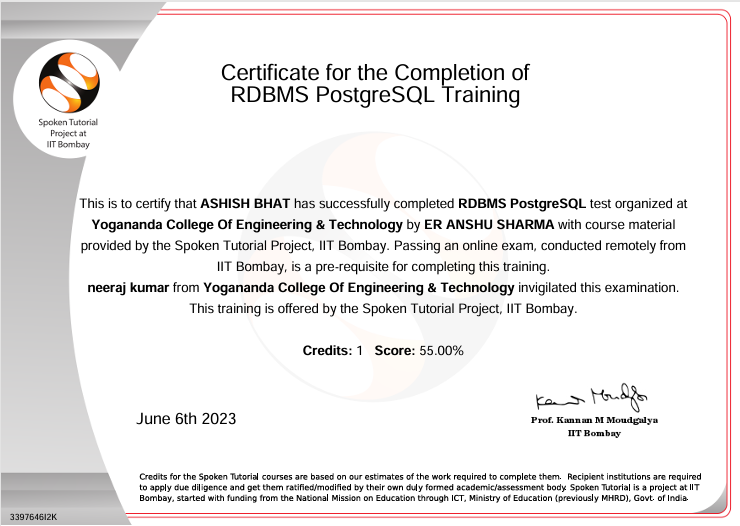 Certificate for the Completion of
RDBMS PostgreSQL Training
Spoken Tutorial
Project at
IIT Bombay
This is to certify that ASHISH BHAT has successfully completed RDBMS PostgreSQL test organized at
Yogananda College Of Engineering & Technology by ER ANSHU SHARMA with course material
provided by the Spoken Tutorial Project, IIT Bombay. Passing an online exam, conducted remotely from
IIT Bombay, is a pre-requisite for completing this training.
neeraj kumar from Yogananda College Of Engineering & Technology invigilated this examination.
This training is offered by the Spoken Tutorial Project, IIT Bombay.
Credits: 1 Score: 55.00%
June 6th 2023
Prof. Kannan M Moudgalya
IIT Bombay
Credits for the Spoken Tutorial courses are based on our estimates of the work required to complete them. Recipient institutions are required
to apply due diligence and get them ratified/modified by their own duly formed academic/assessment body. Spoken Tutorial is a project at IIT
Bombay, started with funding from the National Mission on Education through ICT, Ministry of Education (previously MHRD), Govt. of India.
3397646I2K